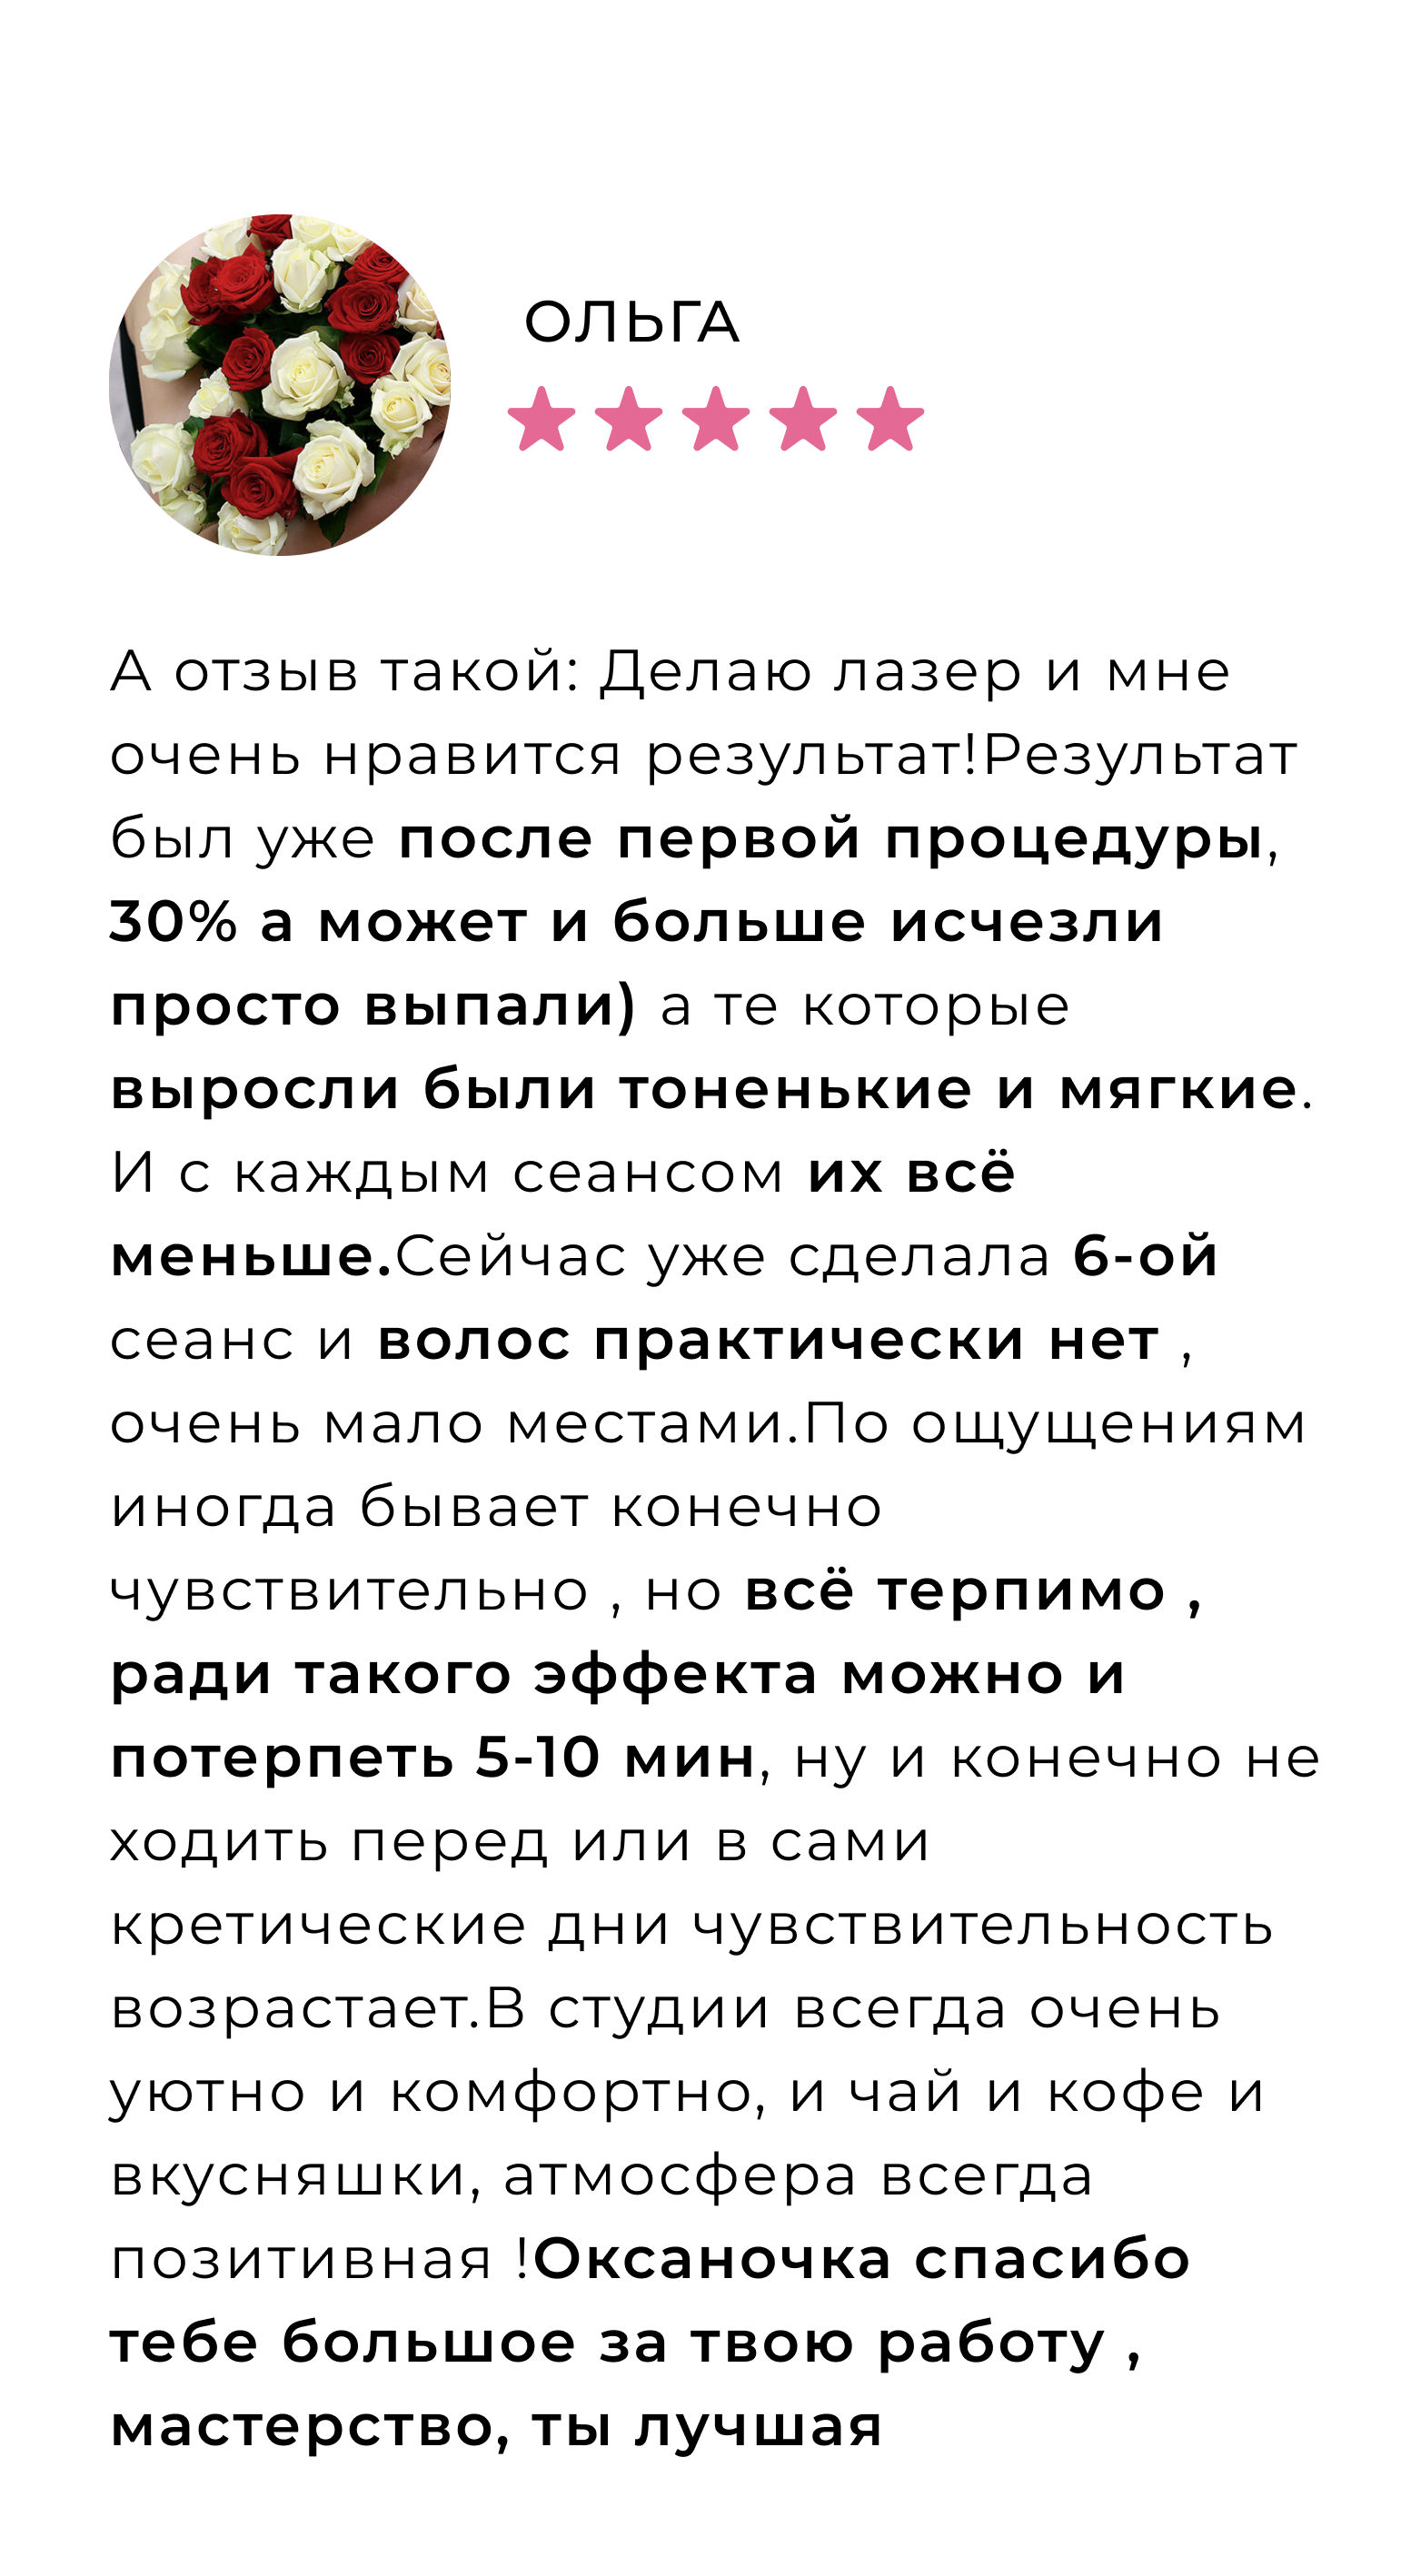 ОЛЬГА
А отзыв такой: Делаю лазер и мне
очень нравится результат!Результат
был уже после первой процедуры,
30% а может и больше исчезли
просто выпали) а те которые
выросли были тоненькие и мягкие.
И с каждым сеансом их всё
меньше.Сейчас уже сделала 6-ой
сеанс и волос практически нет ,
очень мало местами.По ощущениям
иногда бывает конечно
чувствительно , но всё терпимо ,
ради такого эффекта можно и
потерпеть 5-10 мин, ну и конечно не
ходить перед или в сами
кретические дни чувствительность
возрастает.В студии всегда очень
уютно и комфортно, и чай и кофе и
вкусняшки, атмосфера всегда
позитивная !Оксаночка спасибо
тебе большое за твою работу ,
мастерство, ты лучшая